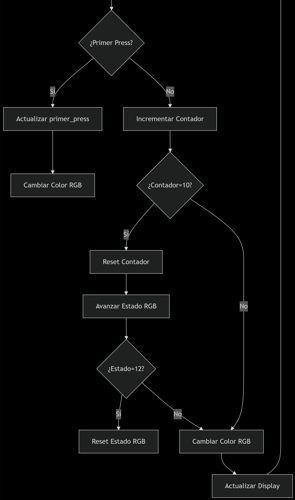 ¿Primer Press?
Sí
No
Actualizar primer_press
Incrementar Contador
Cambiar Color RGB
¿Contador=10?
Sí
Reset Contador
Avanzar Estado RGB
No
¿Estado=12?
Sí
No
Reset Estado RGB
Cambiar Color RGB
Actualizar Display